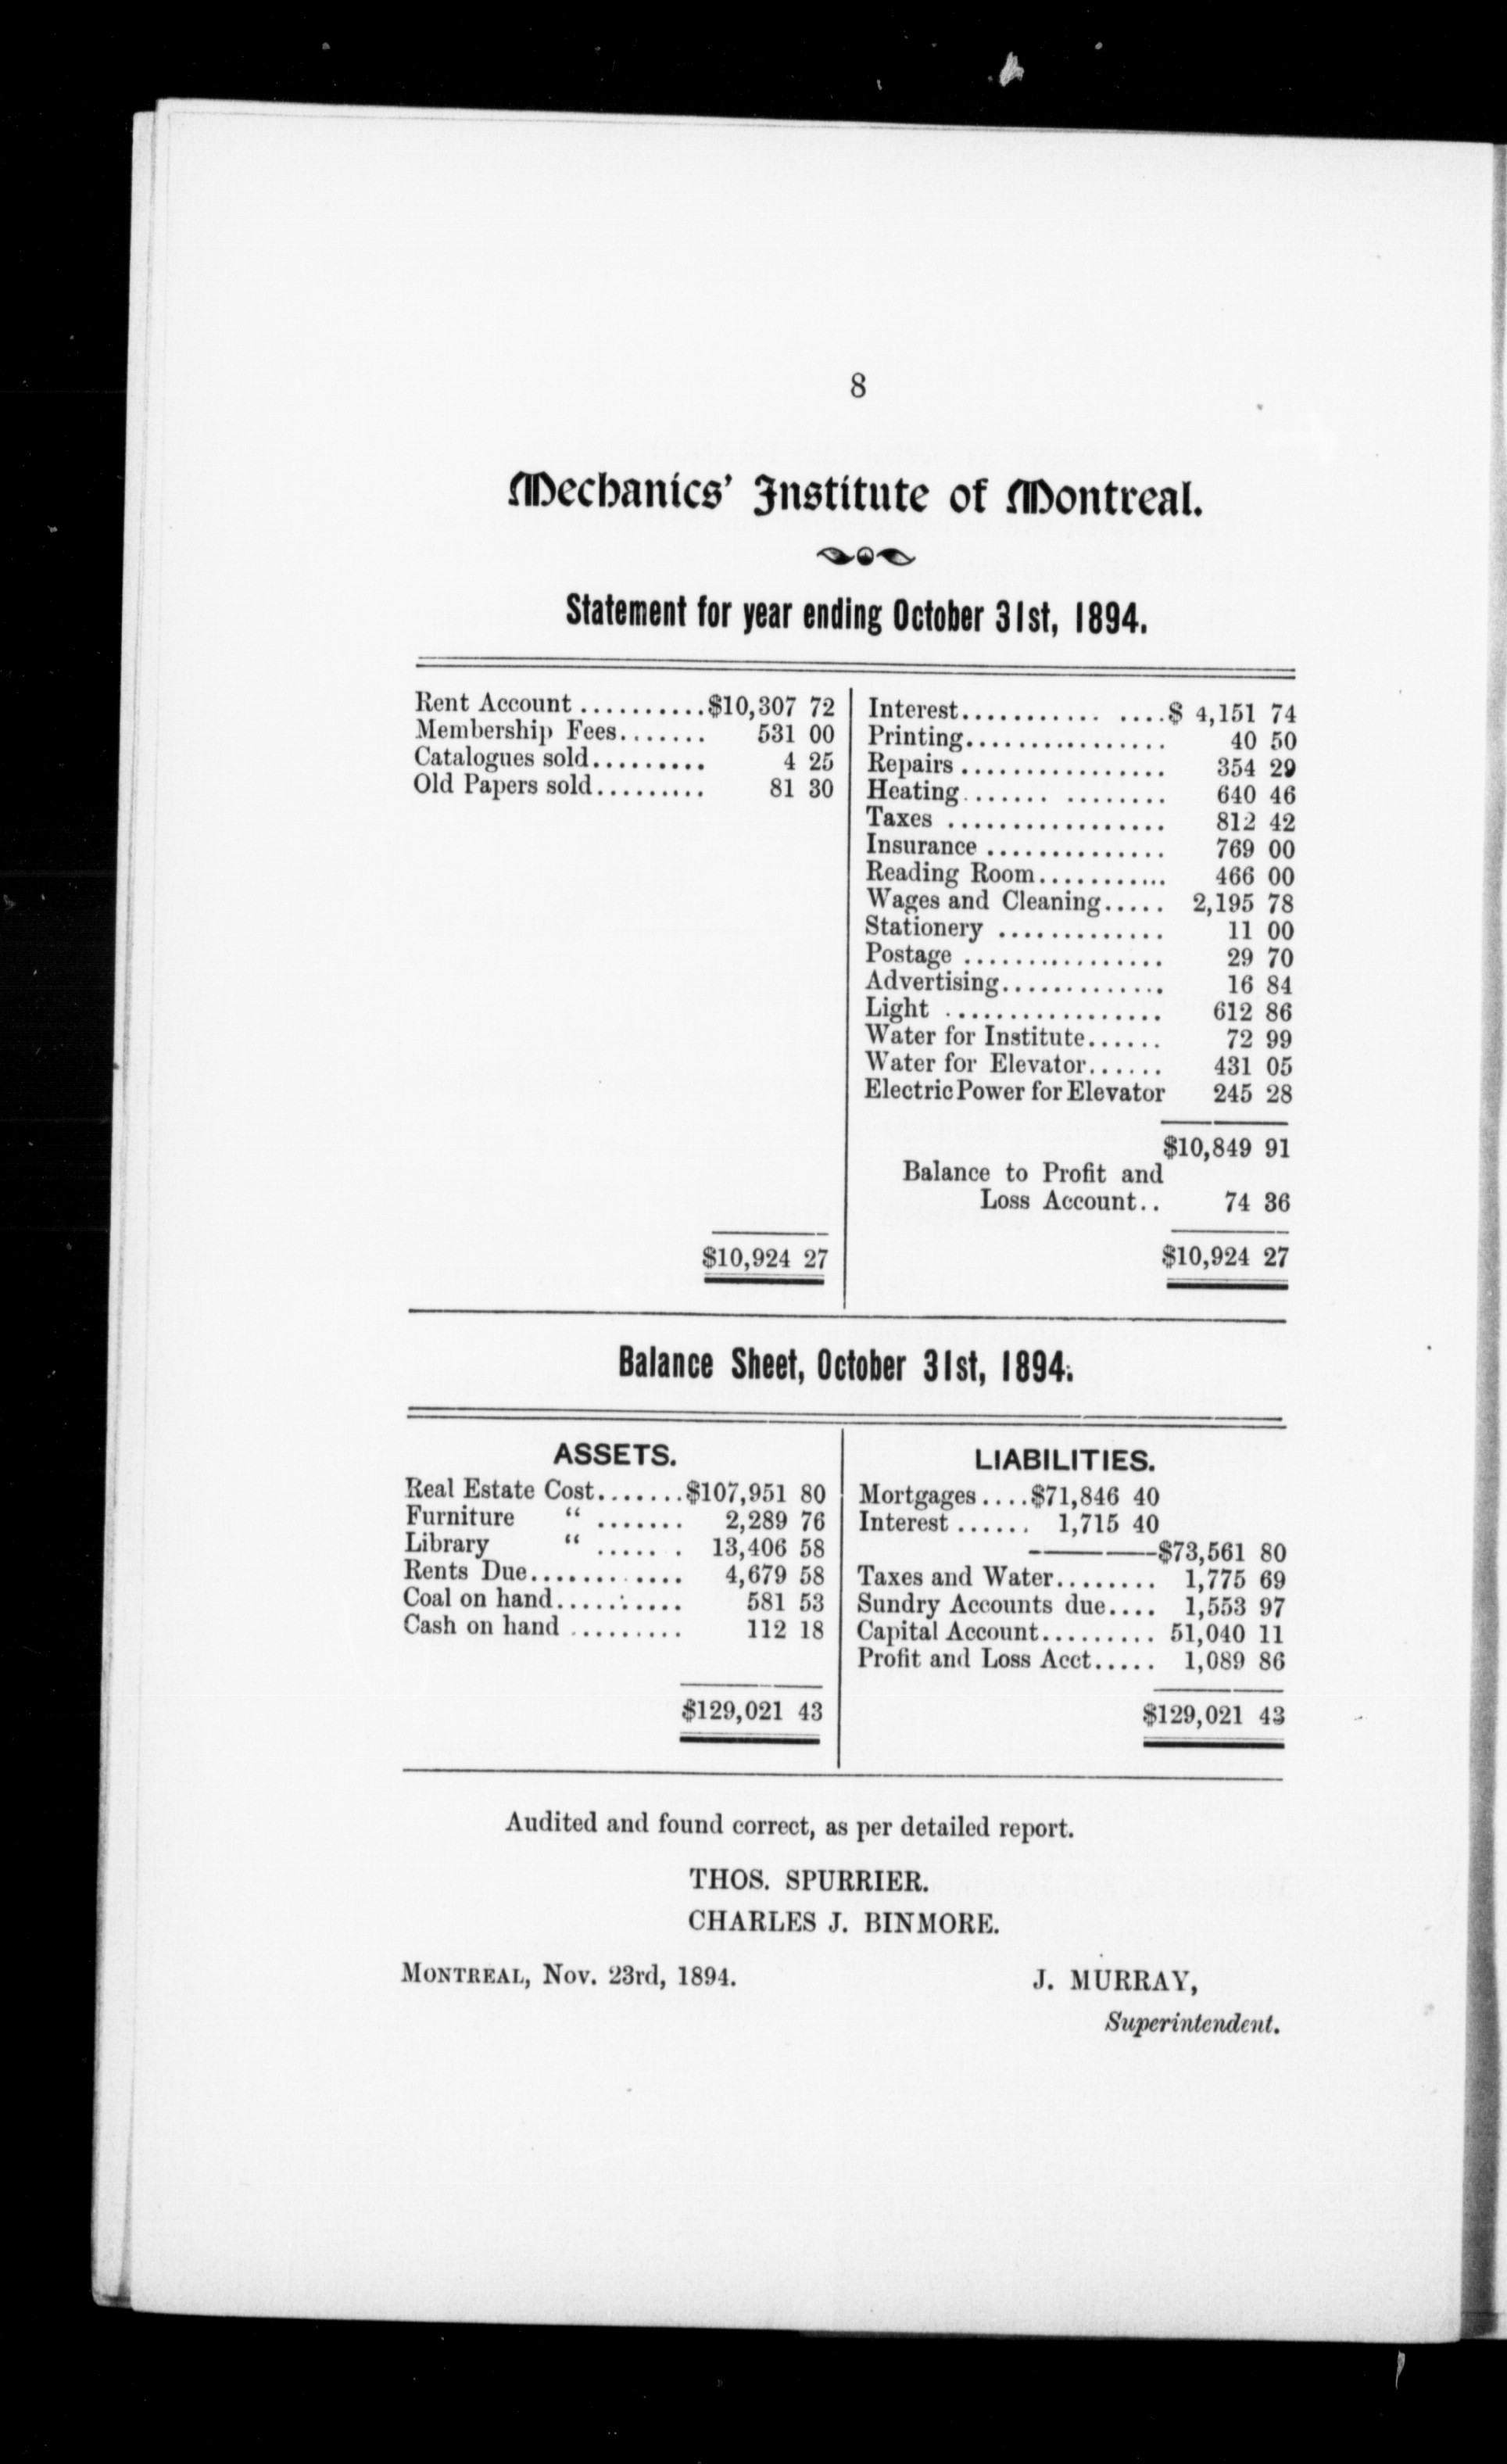 8
Mechanics' Institute of Montreal.
Statement for year ending October 31st, 1894.
Rent Account ..........$10,307 72
Membership Fees....... 531 00
Catalogues sold......... 4 25
Old Papers sold......... 81 30
$10,924 27
Interest........... ....$ 4,151 74
Printing................ 40 50
Repairs ................ 354 29
Heating....... ........ 640 46
Taxes ................. 812 42
Insurance .............. 769 00
Reading Room........... 466 00
Wages and Cleaning..... 2,195 78
Stationery ............. 11 00
Postage ................ 29 70
Advertising............. 16 84
Light ................. 612 86
Water for Institute...... 72 99
Water for Elevator...... 431 05
Electric Power for Elevator 245 28
$10,849 91
Balance to Profit and
Loss Account.. 74 36
$10,924 27
Balance Sheet, October 31st, 1894.
ASSETS.
Real Estate Cost.......$107,951 80
Furniture " ....... 2,289 76
Library " ...... . 13,406 58
Rents Due............ 4,679 58
Coal on hand.......... 581 53
Cash on hand ......... 112 18
$129,021 43
LIABILITIES.
Mortgages....$71,846 40
Interest ...... 1,715 40
$73,561 80
Taxes and Water........ 1,775 69
Sundry Accounts due.... 1,553 97
Capital Account......... 51,040 11
Profit and Loss Acct..... 1,089 86
$129,021 43
Audited and found correct, as per detailed report.
THOS. SPURRIER.
CHARLES J. BINMORE.
MONTREAL, Nov. 23rd, 1894.
J. MURRAY,
Superintendent.